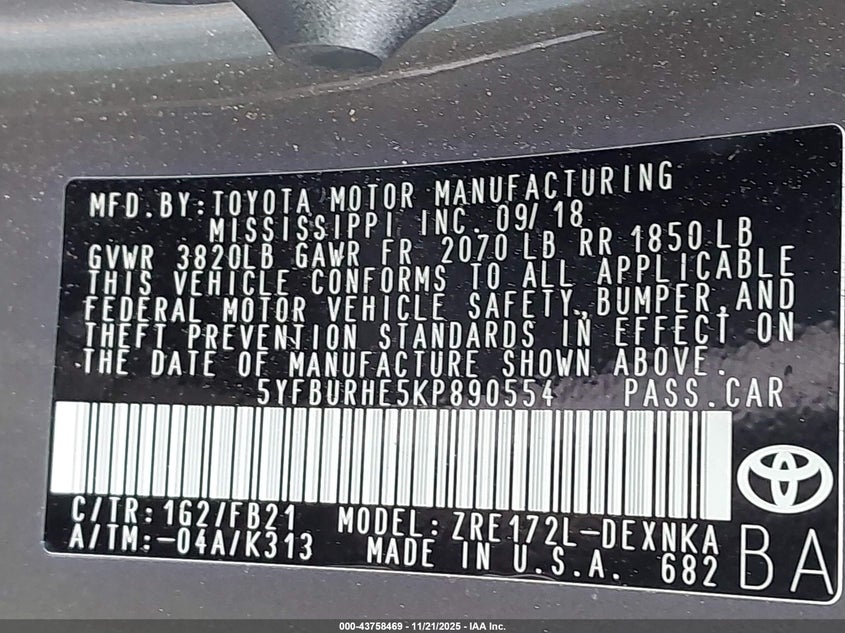 MFD.BY:TOYOTA MOTOR MANUFACTURING
MISSISSIPPI INC. 09/18
GVWR 3820LB GAWR FR 2070LB RR 1850LB
THIS VEHICLE CONFORMS TO ALL APPLICABLE
FEDERAL MOTOR VEHICLE SAFETY,BUMPER,AND
THEFT PREVENTION STANDARDS IN EFFECT ON
THE DATE OF MANUFACTURE SHOWN ABOVE.
5YFBURHE5KP890554 PASS.CAR
C/TR:1G2/FB21 MODEL:ZRE172L-DEXNKA
A/TM:-04A/K313 MADE IN U.S.A. 682
BA
000-43758469 - 11/21/2025 - IAA Inc.